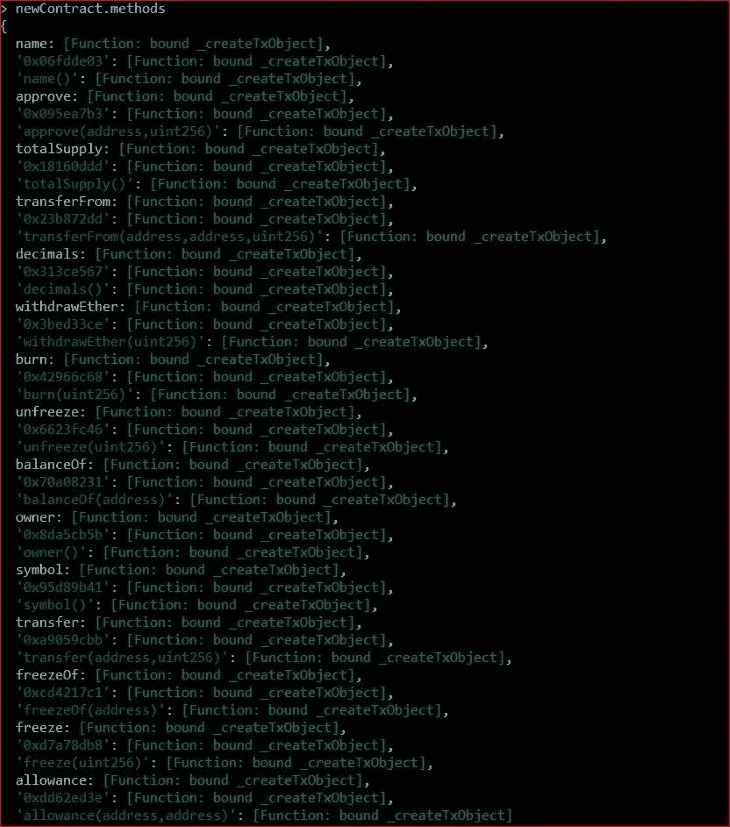 > newContract.methods
{
  name: [Function: bound _createTxObject],
  '0x06fdde03': [Function: bound _createTxObject],
  'name()': [Function: bound _createTxObject],
  approve: [Function: bound _createTxObject],
  '0x095ea7b3': [Function: bound _createTxObject],
  'approve(address,uint256)': [Function: bound _createTxObject],
  totalSupply: [Function: bound _createTxObject],
  '0x18160ddd': [Function: bound _createTxObject],
  'totalSupply()': [Function: bound _createTxObject],
  transferFrom: [Function: bound _createTxObject],
  '0x23b872dd': [Function: bound _createTxObject],
  'transferFrom(address,address,uint256)': [Function: bound _createTxObject],
  decimals: [Function: bound _createTxObject],
  '0x313ce567': [Function: bound _createTxObject],
  'decimals()': [Function: bound _createTxObject],
  withdrawEther: [Function: bound _createTxObject],
  '0x3bed33ce': [Function: bound _createTxObject],
  'withdrawEther(uint256)': [Function: bound _createTxObject],
  burn: [Function: bound _createTxObject],
  '0x42966c68': [Function: bound _createTxObject],
  'burn(uint256)': [Function: bound _createTxObject],
  unfreeze: [Function: bound _createTxObject],
  '0x6623fc46': [Function: bound _createTxObject],
  'unfreeze(uint256)': [Function: bound _createTxObject],
  balanceOf: [Function: bound _createTxObject],
  '0x70a08231': [Function: bound _createTxObject],
  'balanceOf(address)': [Function: bound _createTxObject],
  owner: [Function: bound _createTxObject],
  '0x8da5cb5b': [Function: bound _createTxObject],
  'owner()': [Function: bound _createTxObject],
  symbol: [Function: bound _createTxObject],
  '0x95d89b41': [Function: bound _createTxObject],
  'symbol()': [Function: bound _createTxObject],
  transfer: [Function: bound _createTxObject],
  '0xa9059cbb': [Function: bound _createTxObject],
  'transfer(address,uint256)': [Function: bound _createTxObject],
  freezeOf: [Function: bound _createTxObject],
  '0xcd4217c1': [Function: bound _createTxObject],
  'freezeOf(address)': [Function: bound _createTxObject],
  freeze: [Function: bound _createTxObject],
  '0xd7a78db8': [Function: bound _createTxObject],
  'freeze(uint256)': [Function: bound _createTxObject],
  allowance: [Function: bound _createTxObject],
  '0xdd62ed3e': [Function: bound _createTxObject],
  'allowance(address,address)': [Function: bound _createTxObject]